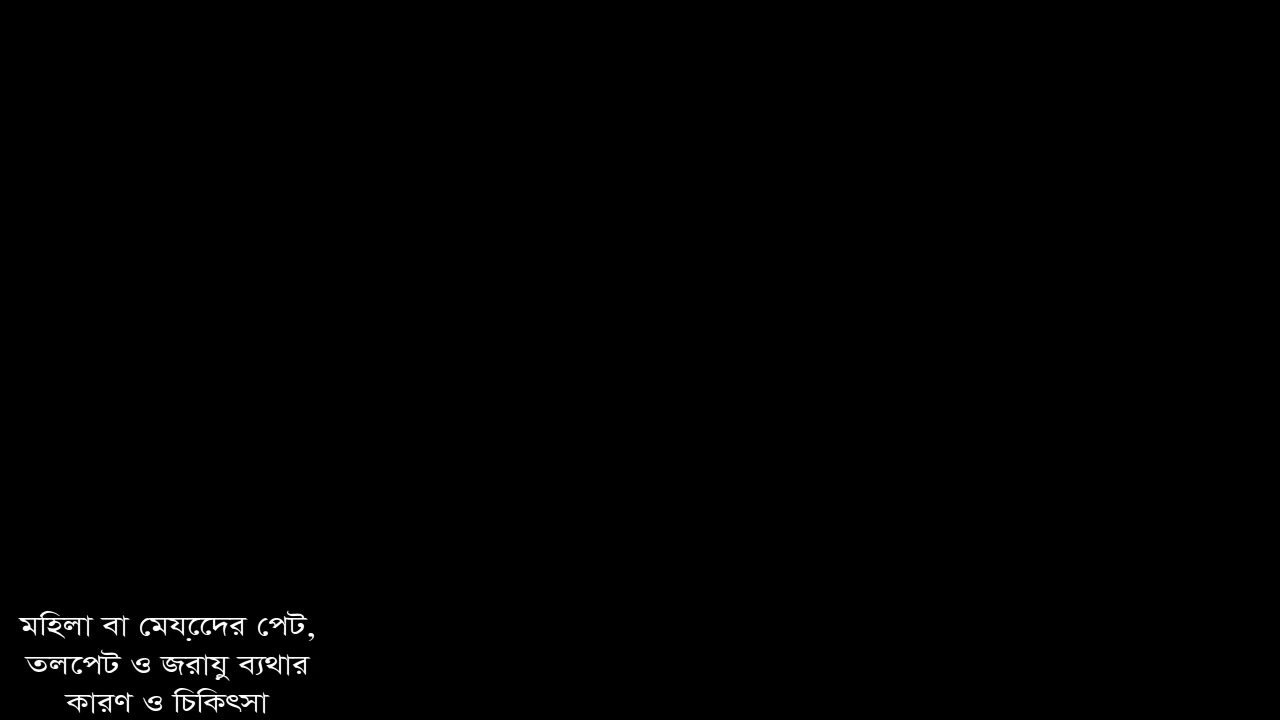 মহিলা বা মেয়েদের পেট,
তলপেট ও জরায়ু ব্যথার
কারণ ও চিকিৎসা